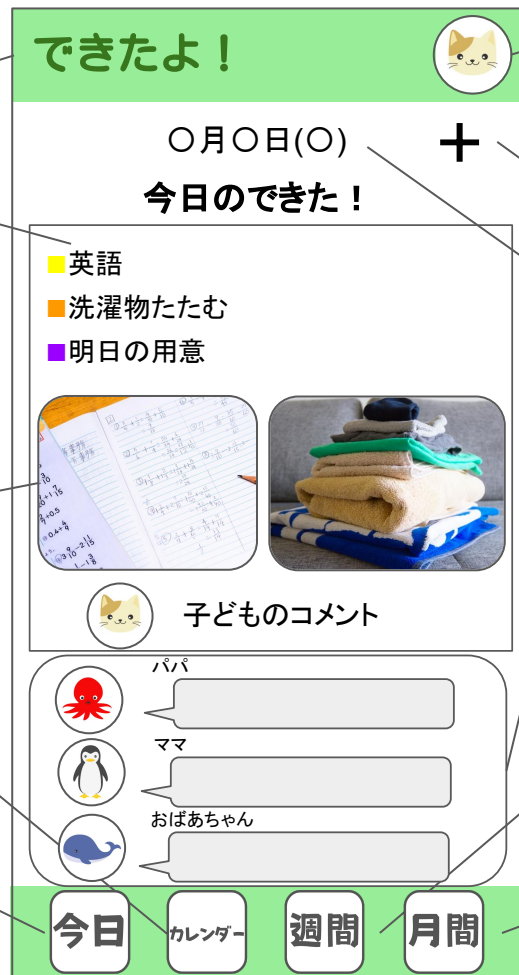 できたよ！
〇月〇日(〇)
＋
今日のできた！
■英語
■洗濯物たたむ
■明日の用意
子どものコメント
パパ
ママ
おばあちゃん
今日
カレンダー
週間
月間